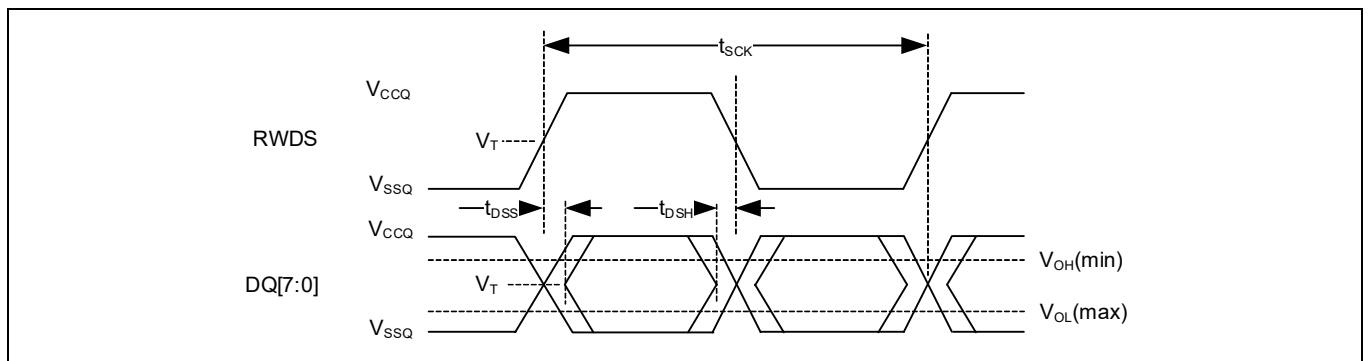 tSCK
VCCQ
RWDS
VT
VSSQ
tDSS
tDSH
VCCQ
VOH(min)
DQ[7:0]
VT
VOL(max)
VSSQ